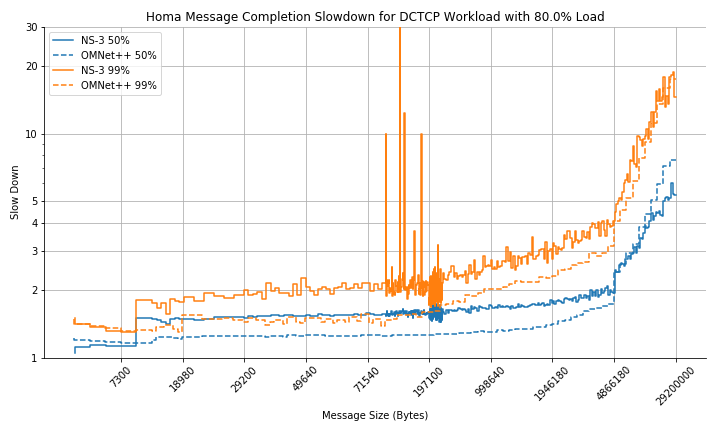 Homa Message Completion Slowdown for DCTCP Workload with 80.0% Load
NS-3 50%
OMNet++ 50%
NS-3 99%
OMNet++ 99%
Slow Down
30
20
10
5
4
3
2
1
7300
18980
29200
49640
71540
197100
998640
1946180
4866180
29200000
Message Size (Bytes)